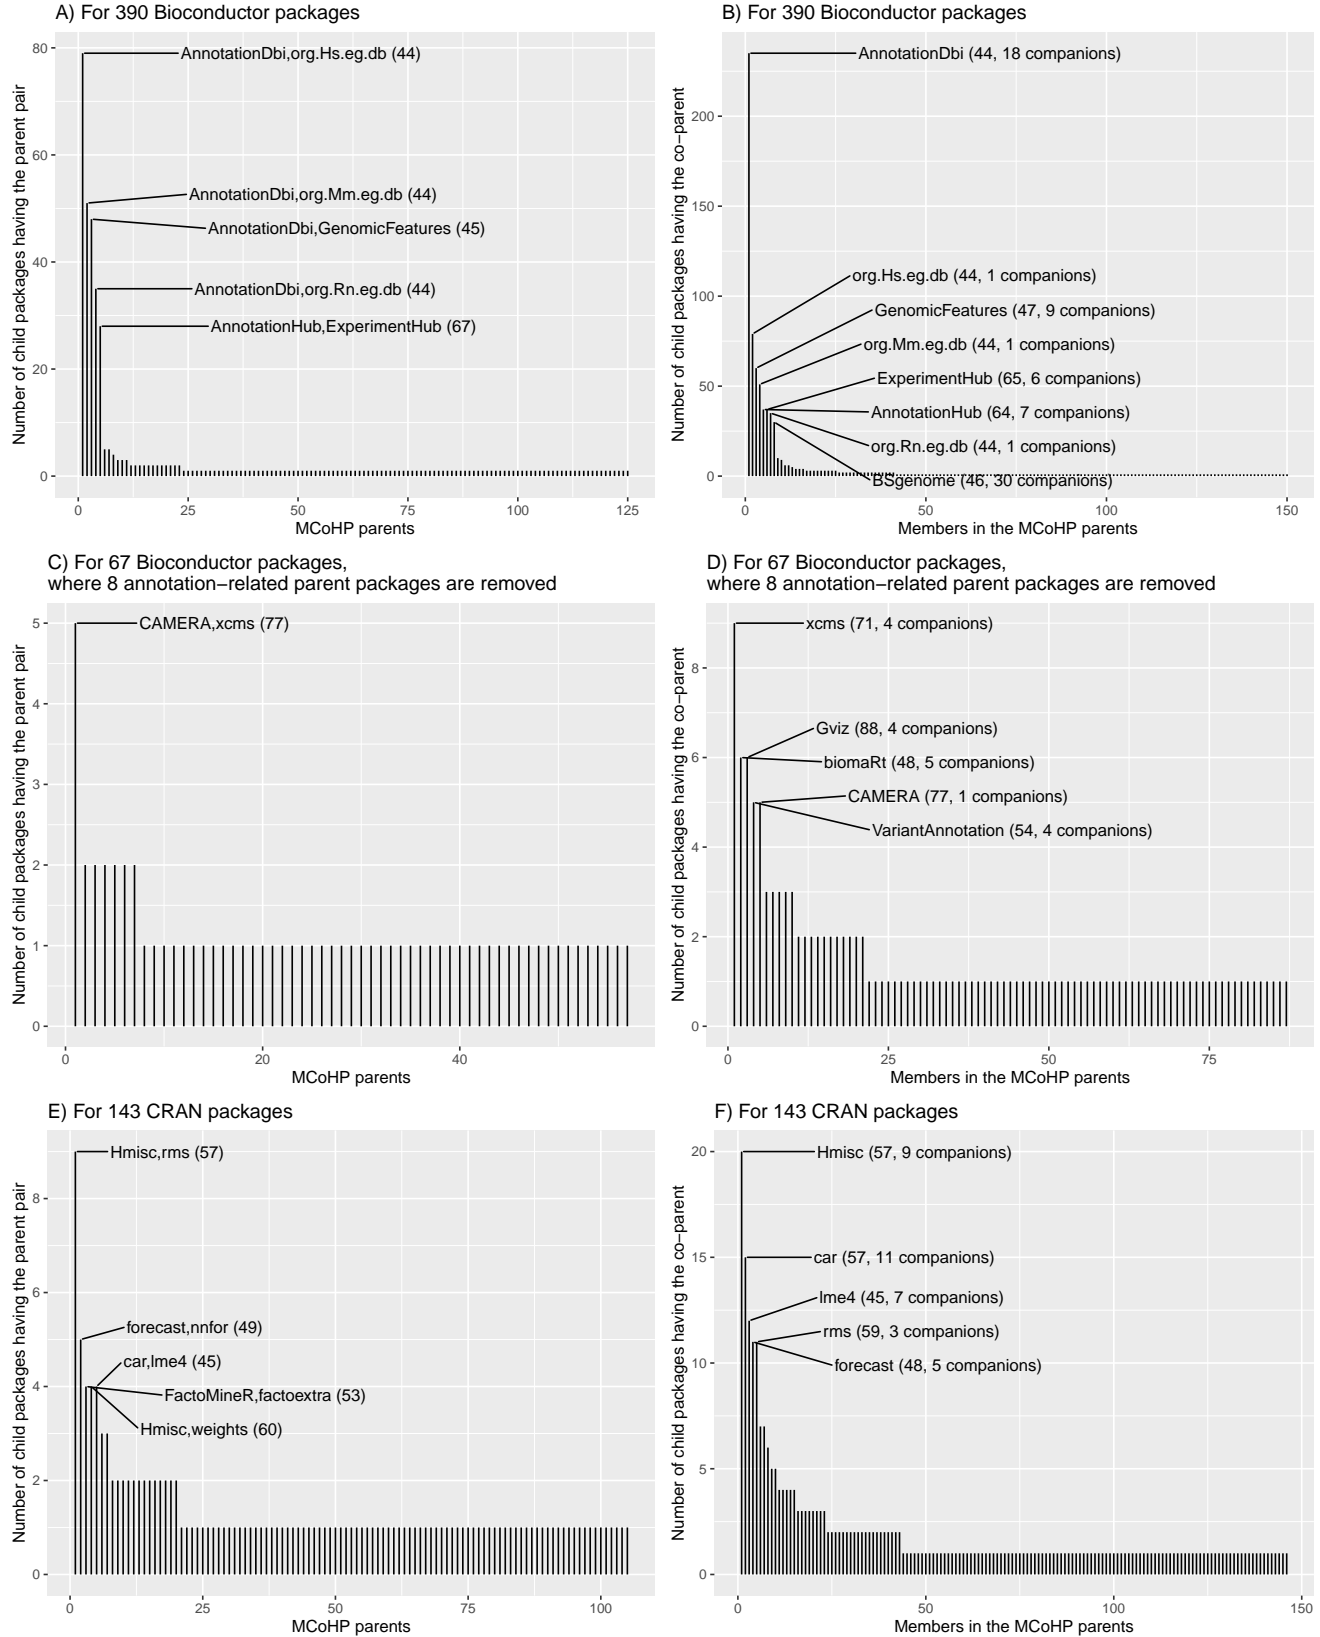 A) For 390 Bioconductor packages
Number of child packages having the parent pair
80
60
40
20
0
AnnotationDbi,org.Hs.eg.db (44)
AnnotationDbi,org.Mm.eg.db (44)
AnnotationDbi,GenomicFeatures (45)
AnnotationDbi,org.Rn.eg.db (44)
AnnotationHub,ExperimentHub (67)
0 25 50 75 100 125
MCoHP parents
B) For 390 Bioconductor packages
Number of child packages having the co−parent
200
150
100
50
0
AnnotationDbi (44, 18 companions)
org.Hs.eg.db (44, 1 companions)
GenomicFeatures (47, 9 companions)
org.Mm.eg.db (44, 1 companions)
ExperimentHub (65, 6 companions)
AnnotationHub (64, 7 companions)
org.Rn.eg.db (44, 1 companions)
BSgenome (46, 30 companions)
0 50 100 150
Members in the MCoHP parents
C) For 67 Bioconductor packages,
where 8 annotation−related parent packages are removed
Number of child packages having the parent pair
5
4
3
2
1
0
CAMERA,xcms (77)
0 20 40
MCoHP parents
D) For 67 Bioconductor packages,
where 8 annotation−related parent packages are removed
Number of child packages having the co−parent
8
6
4
2
0
xcms (71, 4 companions)
Gviz (88, 4 companions)
biomaRt (48, 5 companions)
CAMERA (77, 1 companions)
VariantAnnotation (54, 4 companions)
0 25 50 75
Members in the MCoHP parents
E) For 143 CRAN packages
Number of child packages having the parent pair
8
6
4
2
0
Hmisc,rms (57)
forecast,nnfor (49)
car,lme4 (45)
FactoMineR,factoextra (53)
Hmisc,weights (60)
0 25 50 75 100
MCoHP parents
F) For 143 CRAN packages
Number of child packages having the co−parent
20
15
10
5
0
Hmisc (57, 9 companions)
car (57, 11 companions)
lme4 (45, 7 companions)
rms (59, 3 companions)
forecast (48, 5 companions)
0 50 100 150
Members in the MCoHP parents